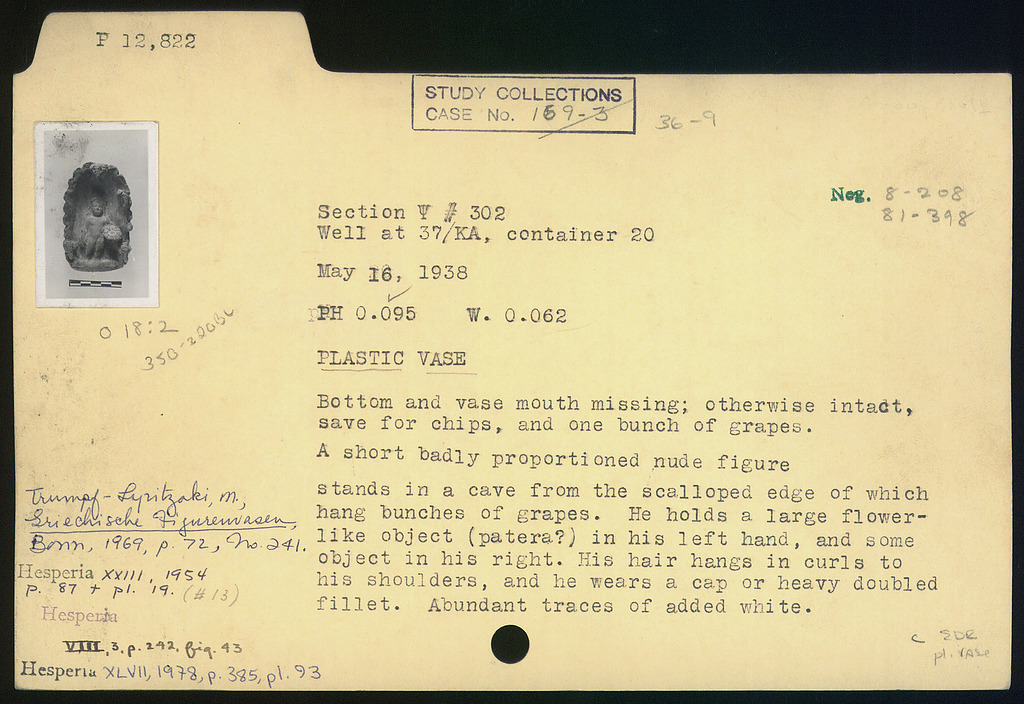 P 12,822
STUDY COLLECTIONS
CASE No. 169-3
36-9
Neg. 8-208
81-398
Section Ψ # 302
Well at 37/KA, container 20
May 16, 1938
PH 0.095 W. 0.062
O 18:2
PLASTIC VASE
Bottom and vase mouth missing; otherwise intact,
save for chips, and one bunch of grapes.
A short badly proportioned nude figure
stands in a cave from the scalloped edge of which
hang bunches of grapes. He holds a large flower-
like object (patera?) in his left hand, and some
object in his right. His hair hangs in curls to
his shoulders, and he wears a cap or heavy doubled
fillet. Abundant traces of added white.
Trumpf-Lyritzaki, M.,
Griechische Figurenvasen,
Bonn, 1969, p. 72, No. 241.
Hesperia XXIII, 1954
p. 87 + pl. 19. (#13)
Hesperia
VIII, 3, p. 242, fig. 43
Hesperia XLVII, 1978, p. 385, pl. 93
C SDR
pl. VASE